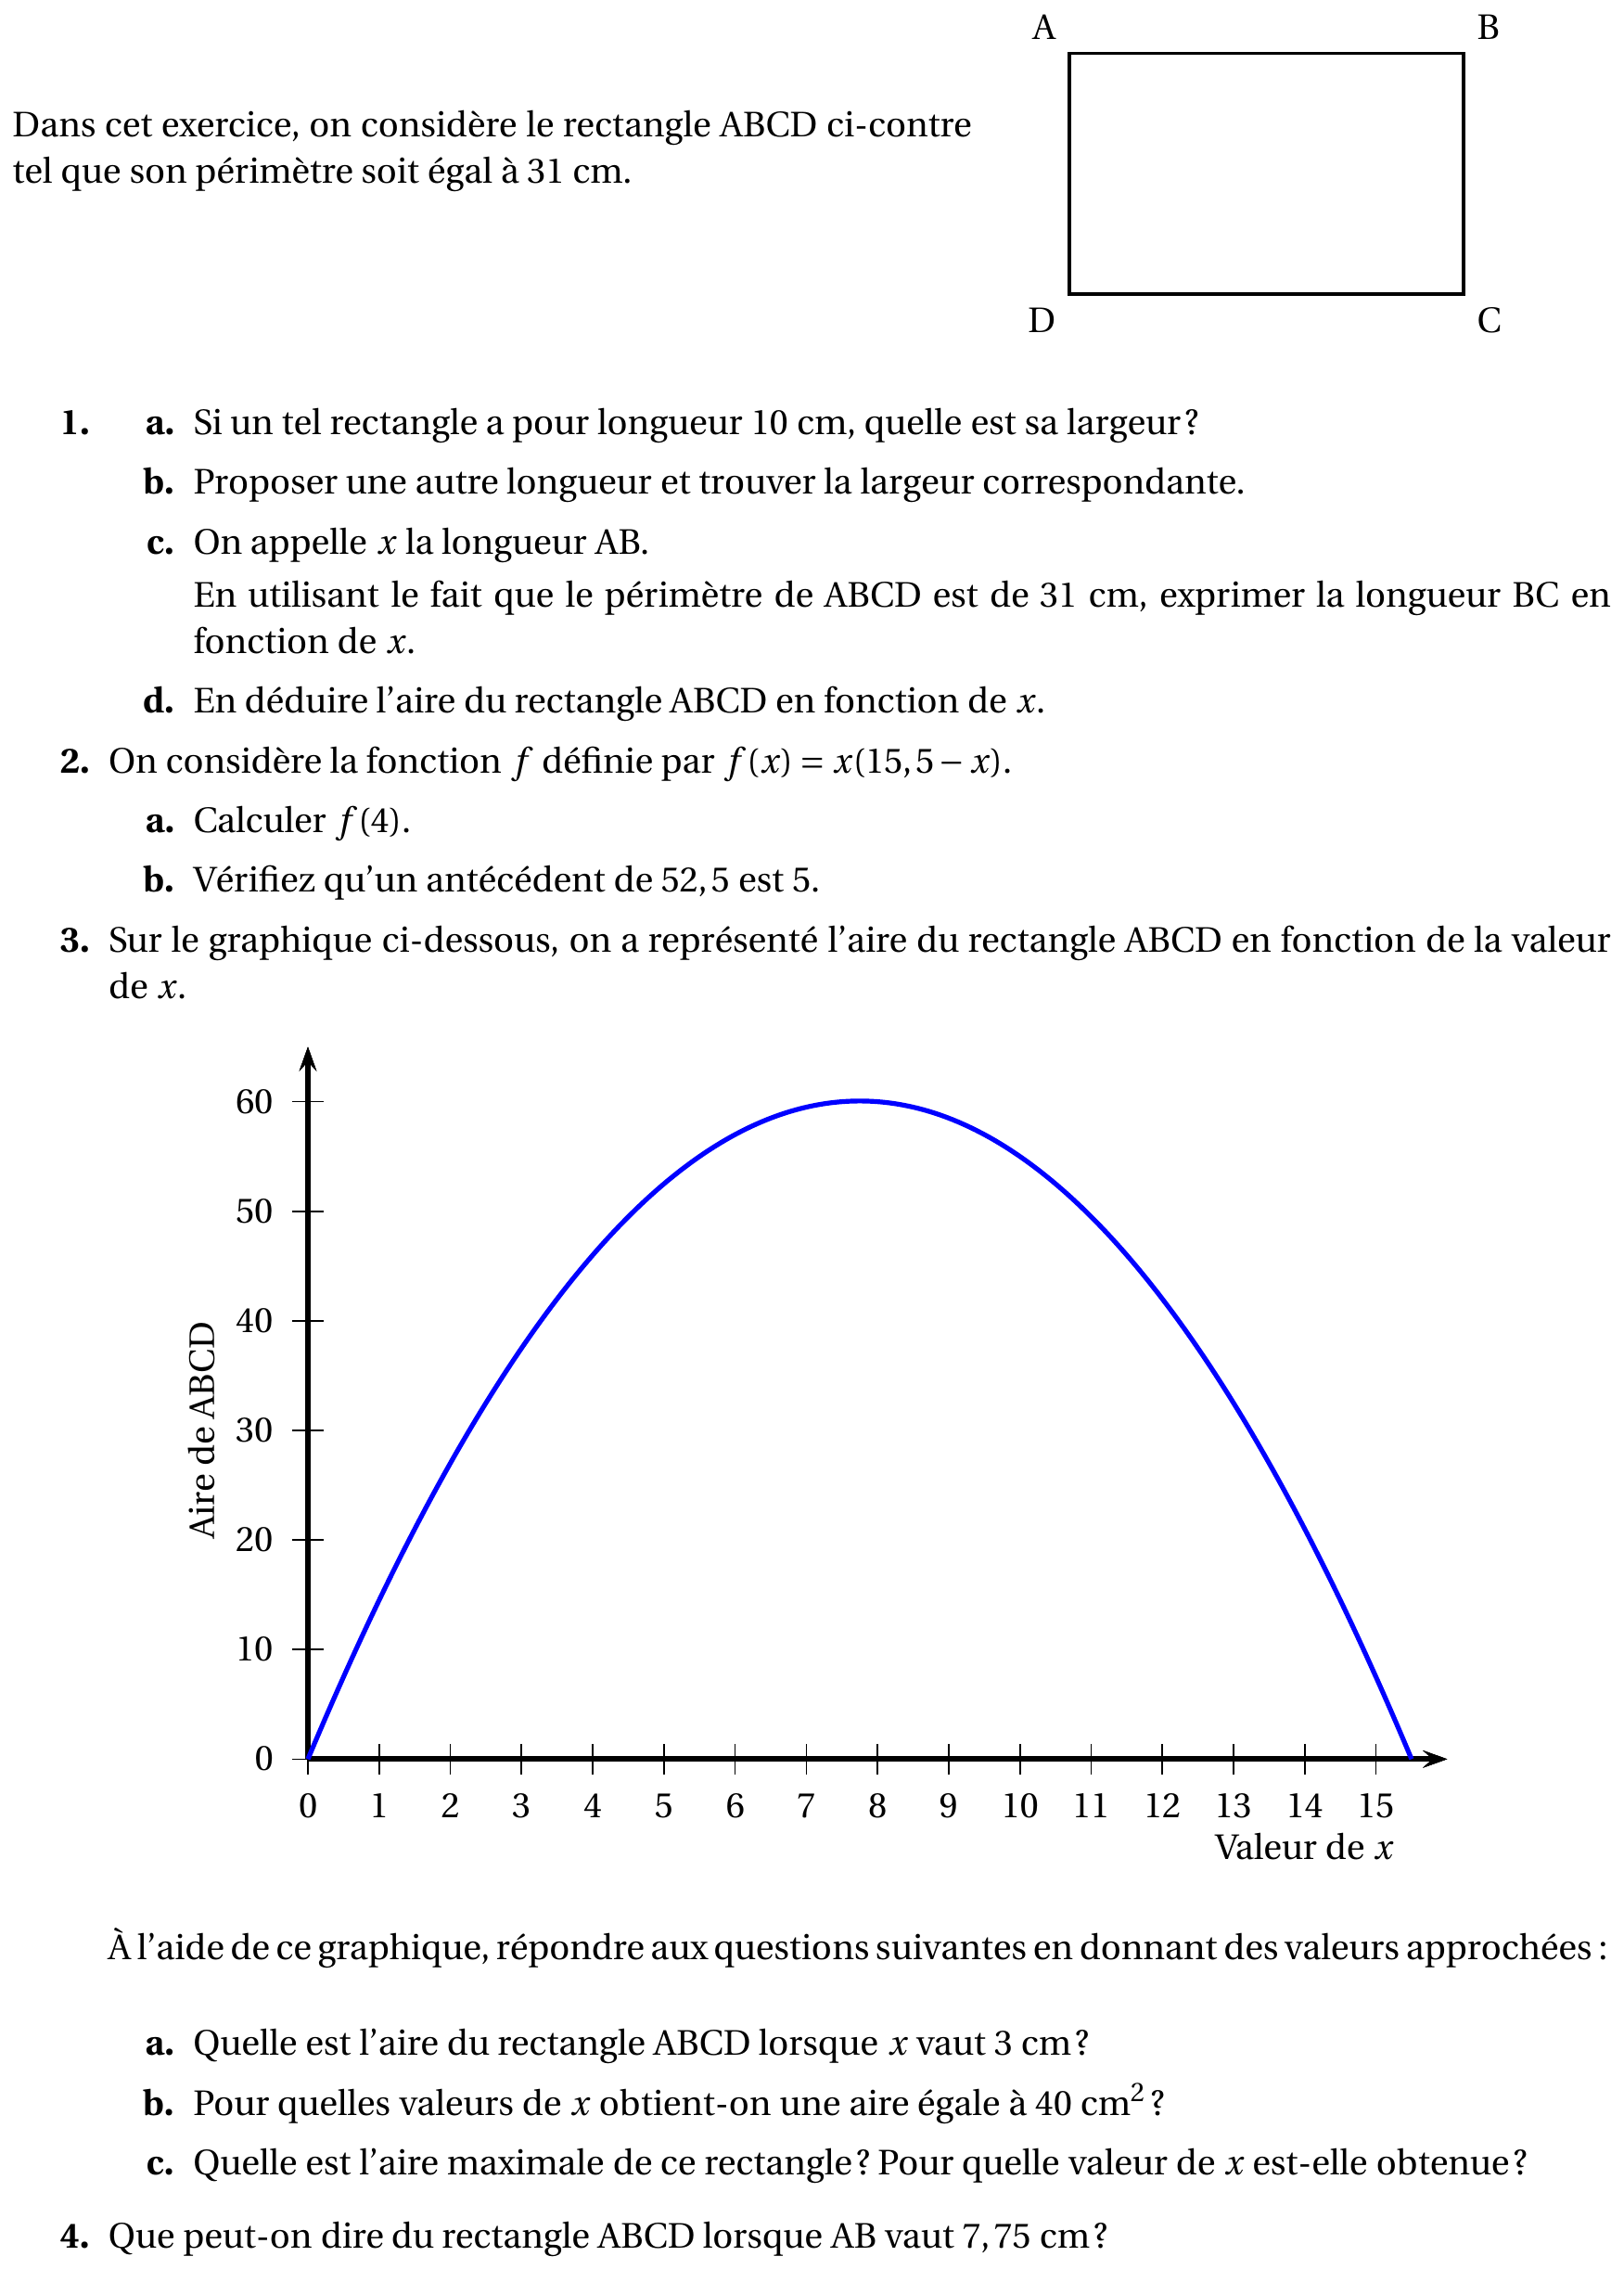 A B
Dans cet exercice, on considère le rectangle ABCD ci-contre
tel que son périmètre soit égal à 31 cm.
D C
1. a. Si un tel rectangle a pour longueur 10 cm, quelle est sa largeur ?
b. Proposer une autre longueur et trouver la largeur correspondante.
c. On appelle x la longueur AB.
En utilisant le fait que le périmètre de ABCD est de 31 cm, exprimer la longueur BC en
fonction de x.
d. En déduire l'aire du rectangle ABCD en fonction de x.
2. On considère la fonction f définie par f(x) = x(15,5 − x).
a. Calculer f(4).
b. Vérifiez qu'un antécédent de 52,5 est 5.
3. Sur le graphique ci-dessous, on a représenté l'aire du rectangle ABCD en fonction de la valeur
de x.
60
50
40
30
20
10
0
Aire de ABCD
0 1 2 3 4 5 6 7 8 9 10 11 12 13 14 15
Valeur de x
À l'aide de ce graphique, répondre aux questions suivantes en donnant des valeurs approchées :
a. Quelle est l'aire du rectangle ABCD lorsque x vaut 3 cm ?
b. Pour quelles valeurs de x obtient-on une aire égale à 40 cm² ?
c. Quelle est l'aire maximale de ce rectangle ? Pour quelle valeur de x est-elle obtenue ?
4. Que peut-on dire du rectangle ABCD lorsque AB vaut 7,75 cm ?